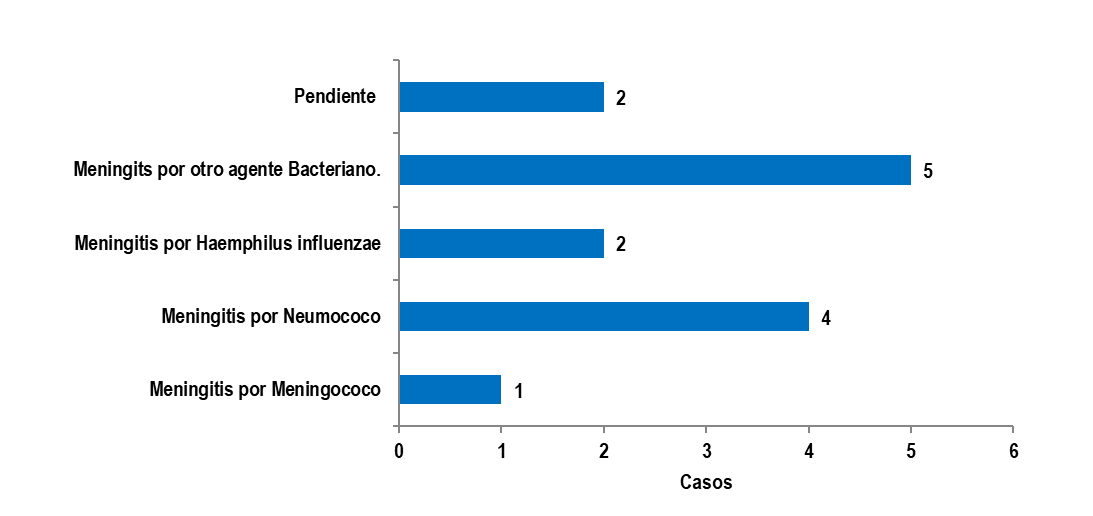 Pendiente 2
Meningits por otro agente Bacteriano. 5
Meningitis por Haemphilus influenzae 2
Meningitis por Neumococo 4
Meningitis por Meningococo 1
0 1 2 3 4 5 6
Casos